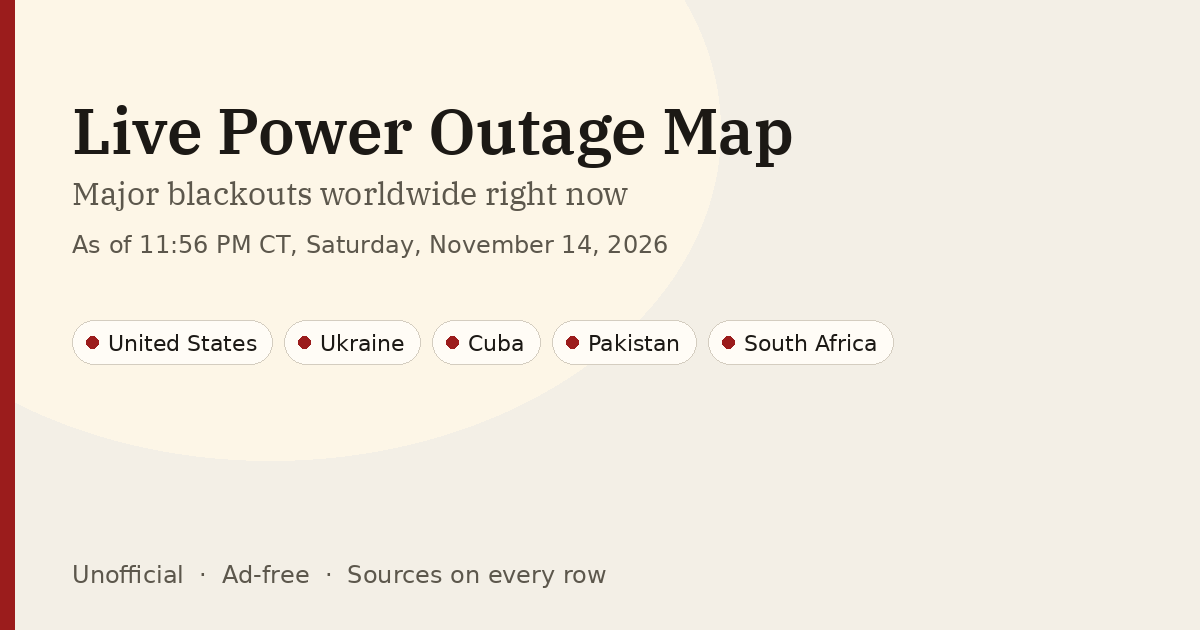 Live Power Outage Map
Major blackouts worldwide right now
As of 11:56 PM CT, Saturday, November 14, 2026
United States Ukraine Cuba Pakistan South Africa
Unofficial · Ad-free · Sources on every row